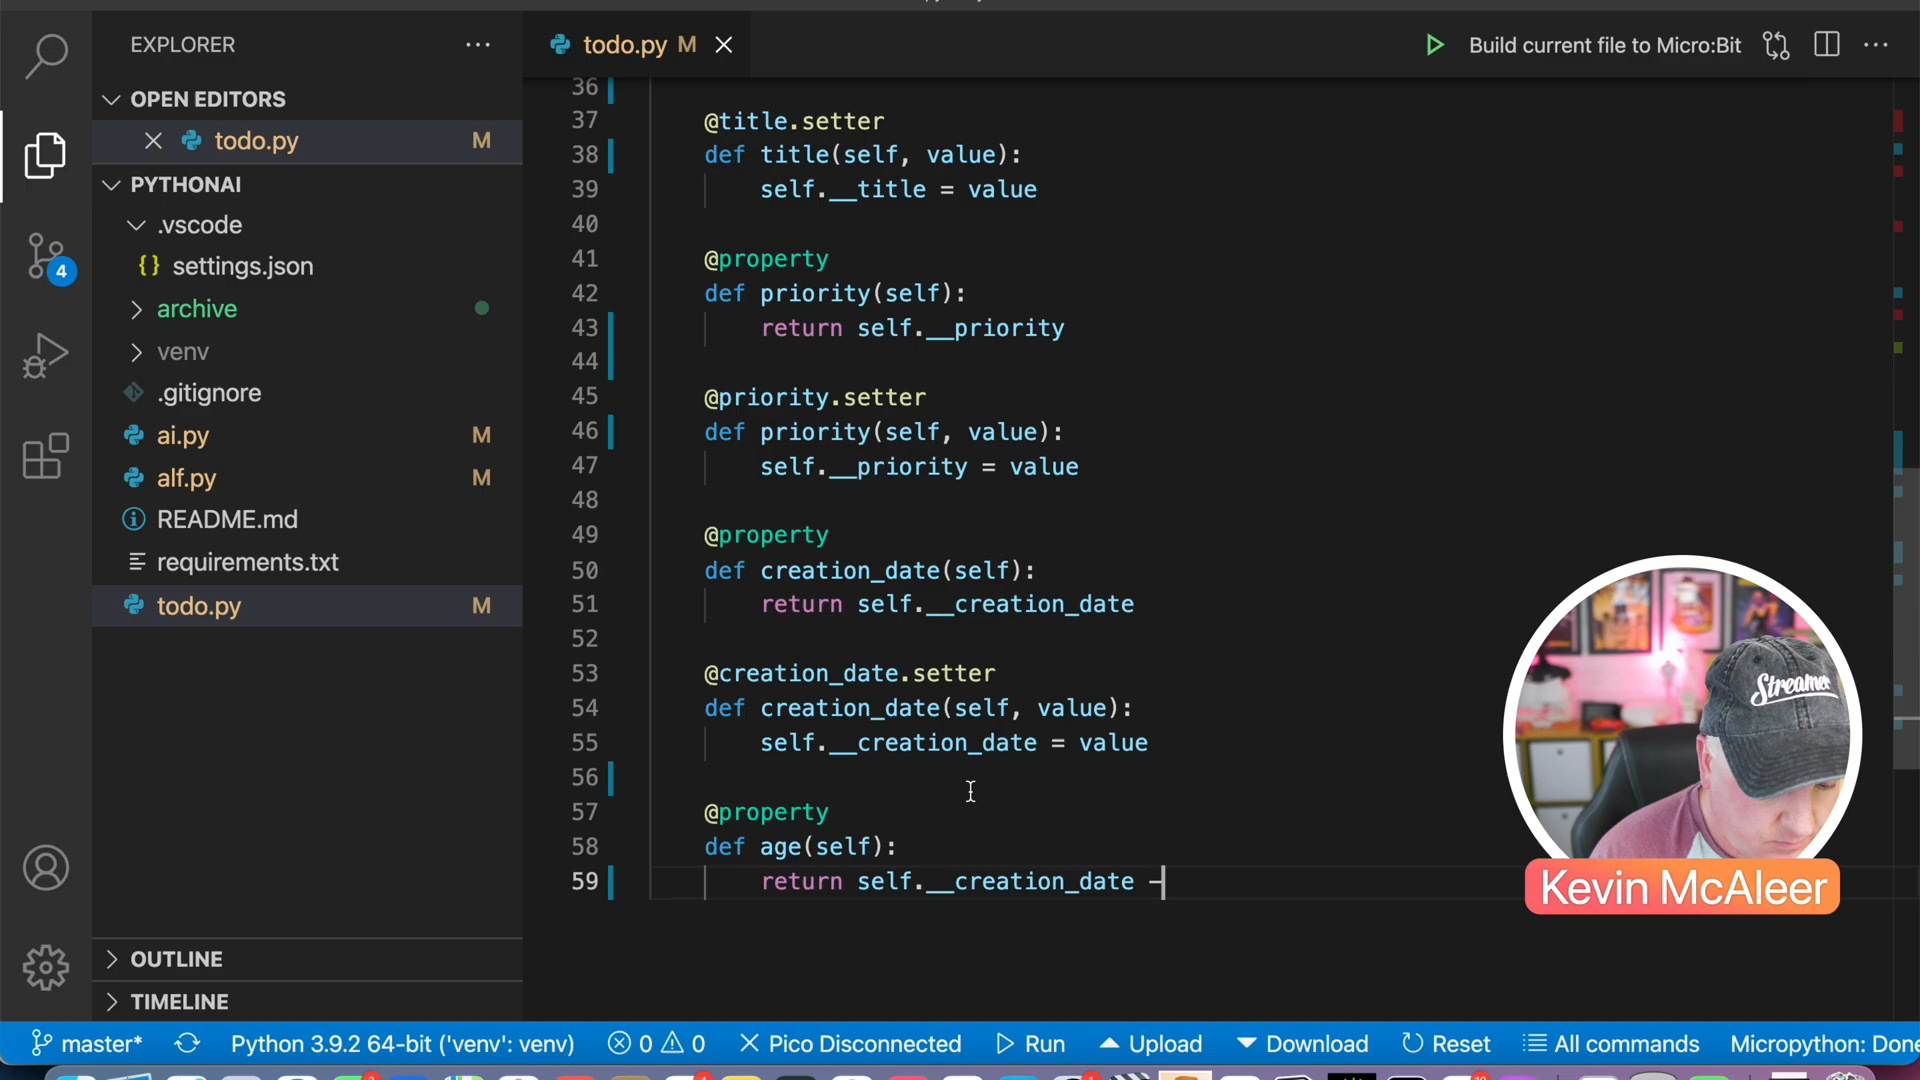 EXPLORER
OPEN EDITORS
todo.py M
PYTHONAI
.vscode
{} settings.json
archive
venv
.gitignore
ai.py M
alf.py M
README.md
requirements.txt
todo.py M
OUTLINE
TIMELINE
4
todo.py M
Build current file to Micro:Bit
36
37 @title.setter
38 def title(self, value):
39 self.__title = value
40
41 @property
42 def priority(self):
43 return self.__priority
44
45 @priority.setter
46 def priority(self, value):
47 self.__priority = value
48
49 @property
50 def creation_date(self):
51 return self.__creation_date
52
53 @creation_date.setter
54 def creation_date(self, value):
55 self.__creation_date = value
56
57 @property
58 def age(self):
59 return self.__creation_date -
Streamer
Kevin McAleer
master* Python 3.9.2 64-bit ('venv': venv) 0 0 Pico Disconnected Run Upload Download Reset All commands Micropython: Done